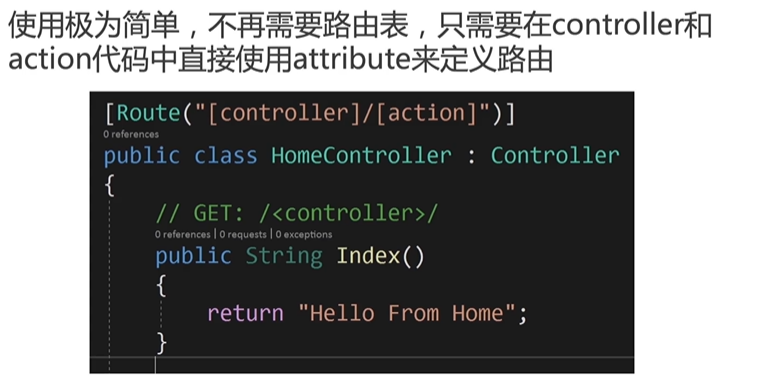 使用极为简单，不再需要路由表，只需要在controller和
action代码中直接使用attribute来定义路由
[Route("[controller]/[action]")]
0 references
public class HomeController : Controller
{
// GET: /<controller>/
0 references | 0 requests | 0 exceptions
public String Index()
{
return "Hello From Home";
}